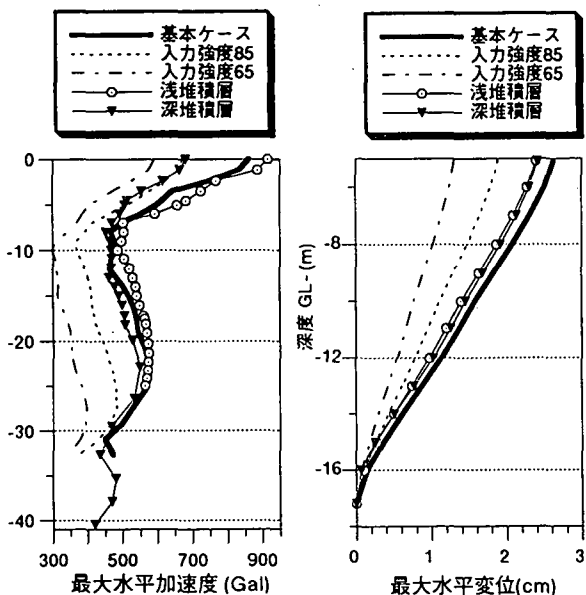 基本ケース
入力強度85
入力強度65
浅堆積層
深堆積層
0
-10
-20
-30
-40
300 500 700 900
最大水平加速度 (Gal)
基本ケース
入力強度85
入力強度65
浅堆積層
深堆積層
深度 GL- (m)
-8
-12
-16
0 1 2 3
最大水平変位(cm)